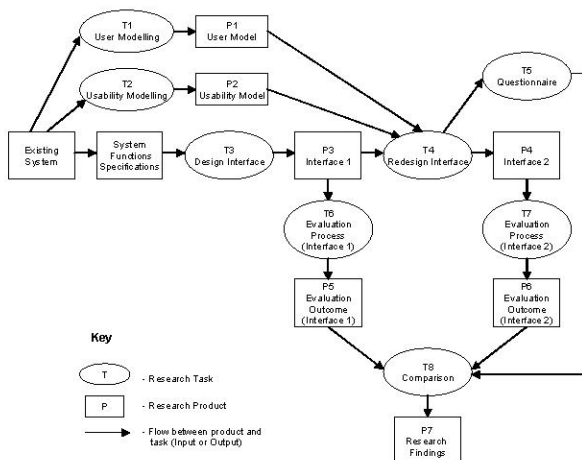 T1
User Modelling
P1
User Model
T2
Usability Modelling
P2
Usability Model
T5
Questionnaire
Existing
System
System
Functions
Specifications
T3
Design Interface
P3
Interface 1
T4
Redesign Interface
P4
Interface 2
T6
Evaluation
Process
(Interface 1)
T7
Evaluation
Process
(Interface 2)
P5
Evaluation
Outcome
(Interface 1)
P6
Evaluation
Outcome
(Interface 2)
T8
Comparison
P7
Research
Findings
Key
T - Research Task
P - Research Product
- Flow between product and
task (Input or Output)